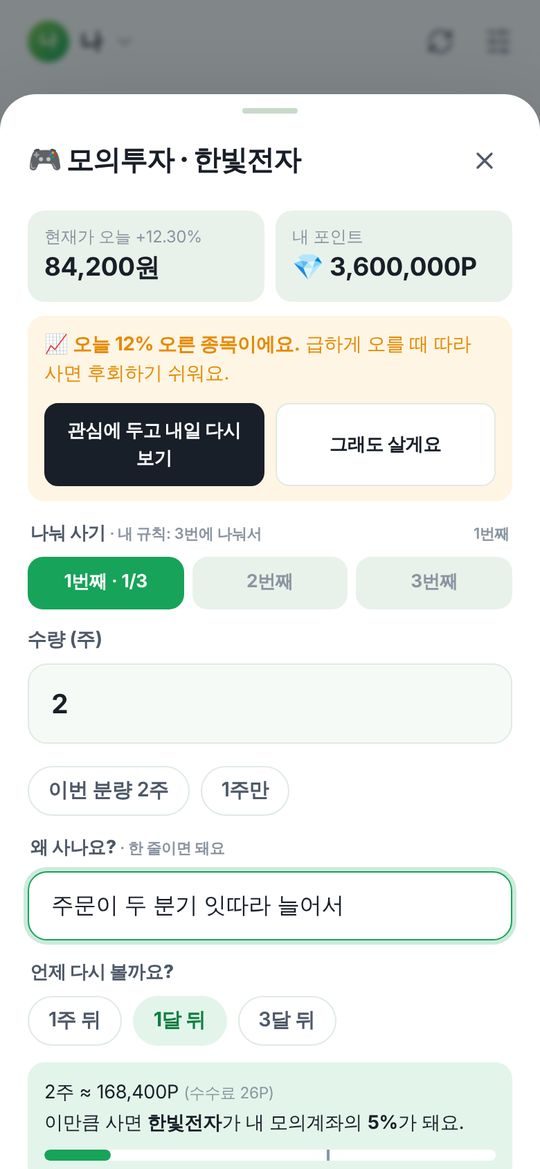 나 나
🎮 모의투자 · 한빛전자
현재가 오늘 +12.30%
84,200원
내 포인트
💎 3,600,000P
📈 오늘 12% 오른 종목이에요. 급하게 오를 때 따라
사면 후회하기 쉬워요.
관심에 두고 내일 다시
보기
그래도 살게요
나눠 사기 · 내 규칙: 3번에 나눠서
1번째
1번째 · 1/3
2번째
3번째
수량 (주)
2
이번 분량 2주
1주만
왜 사나요? · 한 줄이면 돼요
주문이 두 분기 잇따라 늘어서
언제 다시 볼까요?
1주 뒤
1달 뒤
3달 뒤
2주 ≈ 168,400P (수수료 26P)
이만큼 사면 한빛전자가 내 모의계좌의 5%가 돼요.